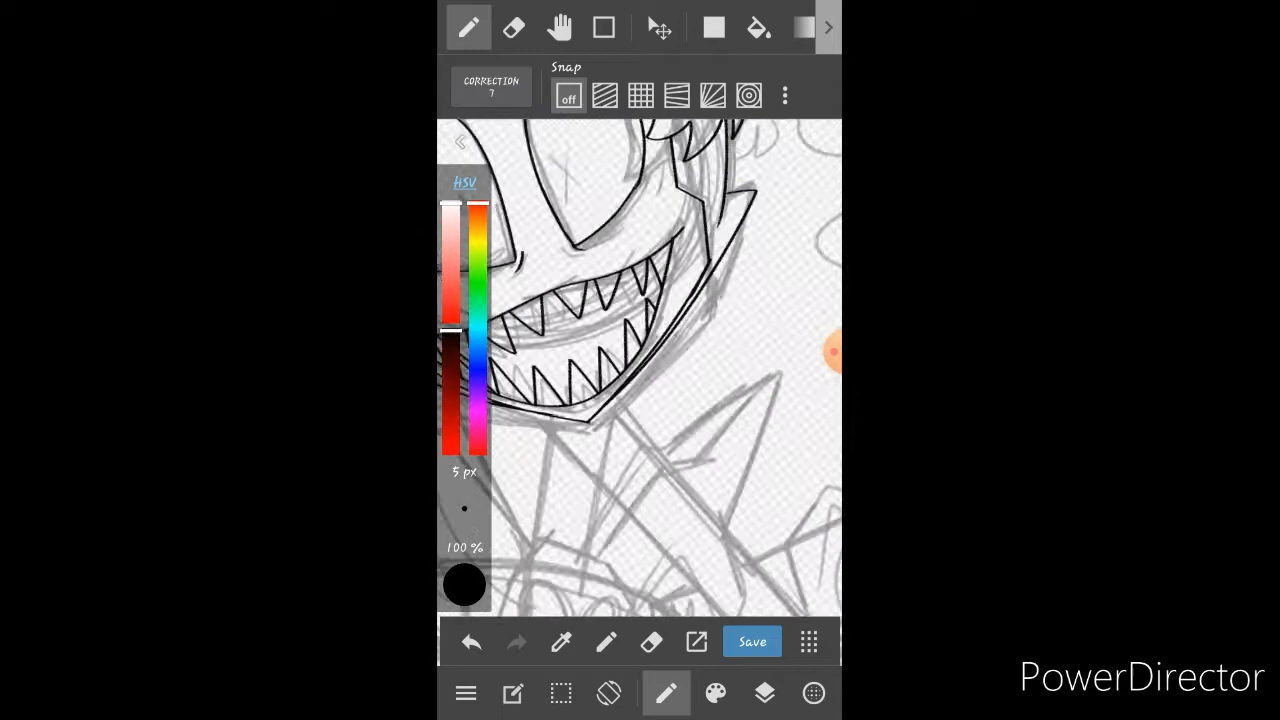 Snap
CORRECTION
7
off
HSV
5 px
100 %
Save
PowerDirector